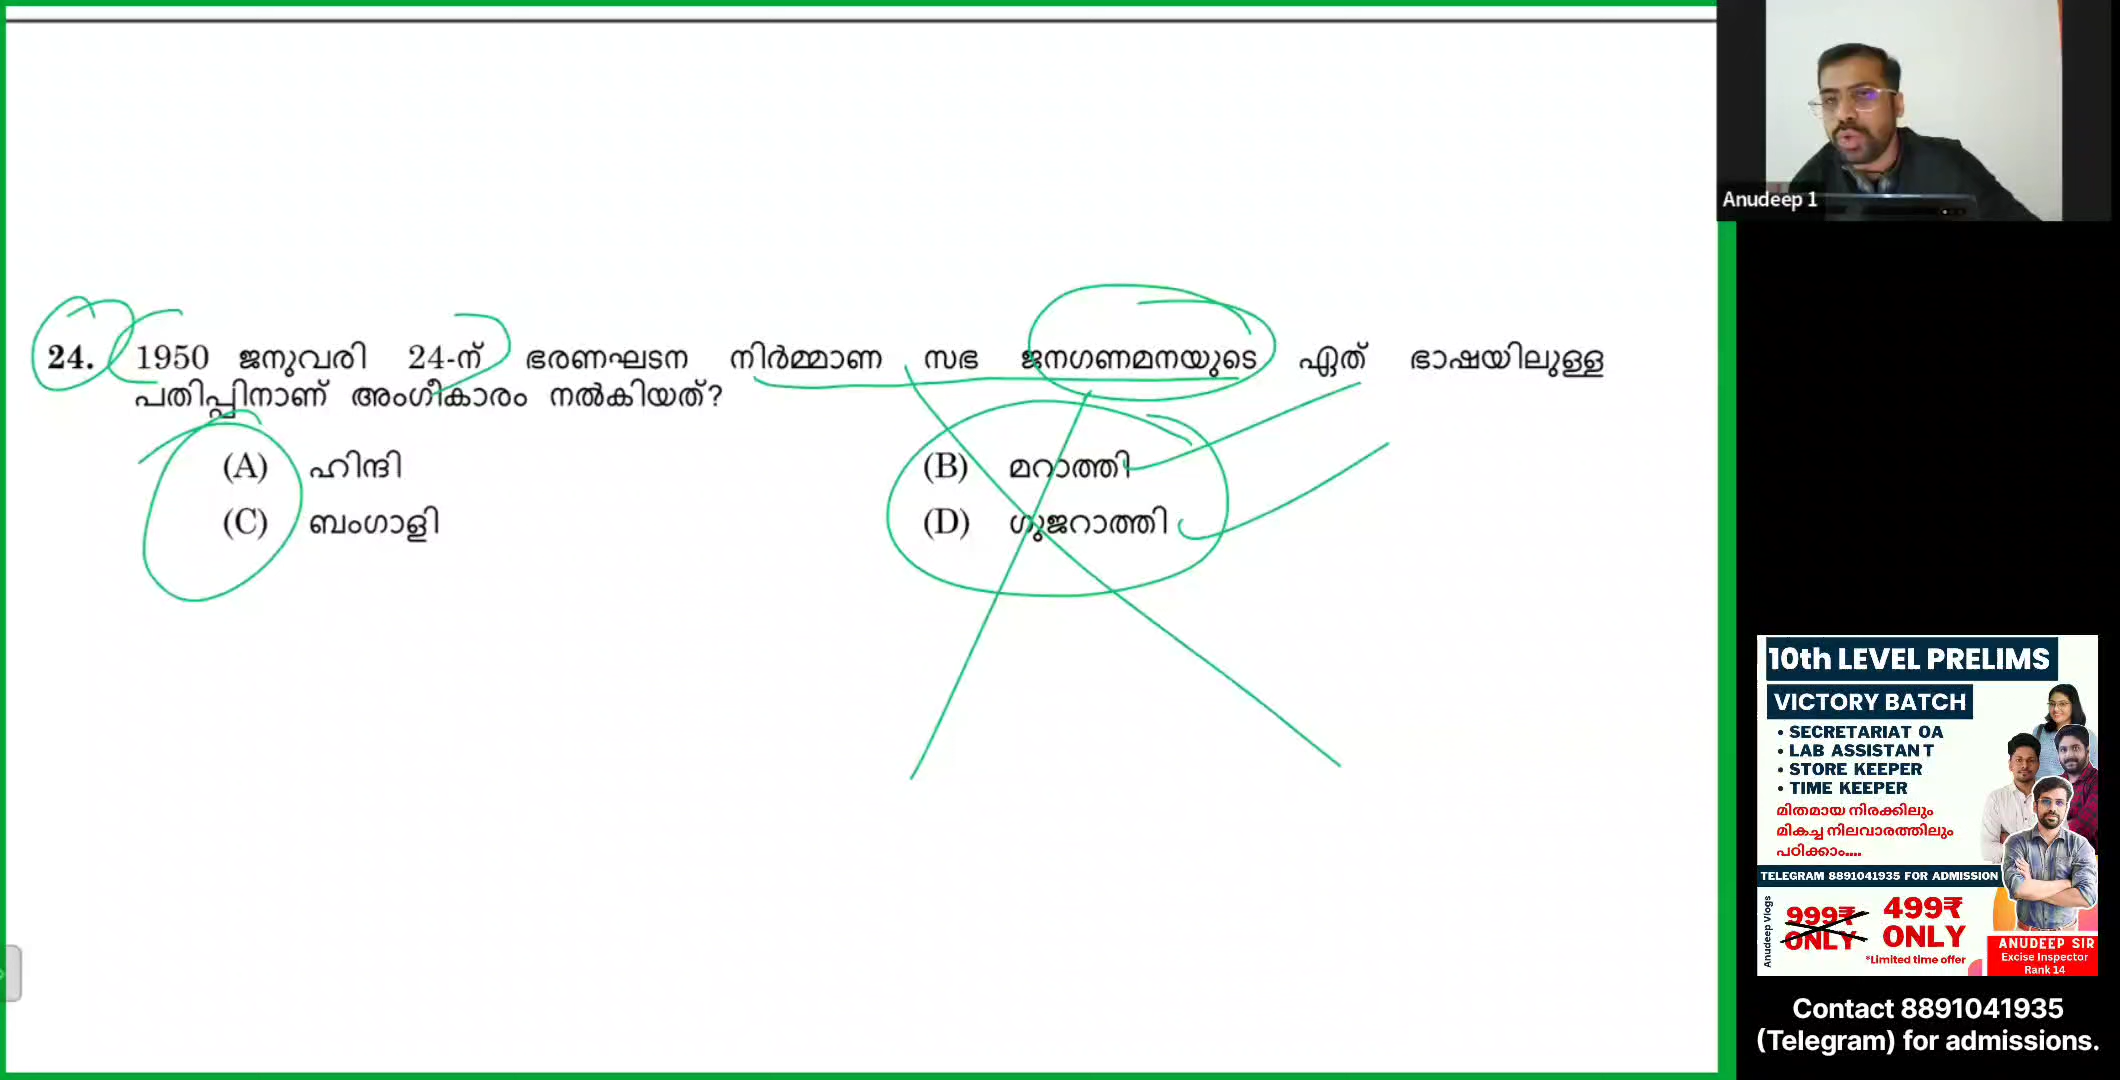 24. 1950 ജനുവരി 24-ന് ഭരണഘടന നിർമ്മാണ സഭ ജനഗണമനയുടെ ഏത് ഭാഷയിലുള്ള
പതിപ്പിനാണ് അംഗീകാരം നൽകിയത്?
(A) ഹിന്ദി (B) മറാത്തി
(C) ബംഗാളി (D) ഗുജറാത്തി
Anudeep 1
10th LEVEL PRELIMS
VICTORY BATCH
• SECRETARIAT OA
• LAB ASSISTANT
• STORE KEEPER
• TIME KEEPER
മിതമായ നിരക്കിലും
മികച്ച നിലവാരത്തിലും
പഠിക്കാം....
TELEGRAM 8891041935 FOR ADMISSION
Anudeep Vlogs
999₹ 499₹
ONLY ONLY
*Limited time offer
ANUDEEP SIR
Excise Inspector
Rank 14
Contact 8891041935
(Telegram) for admissions.